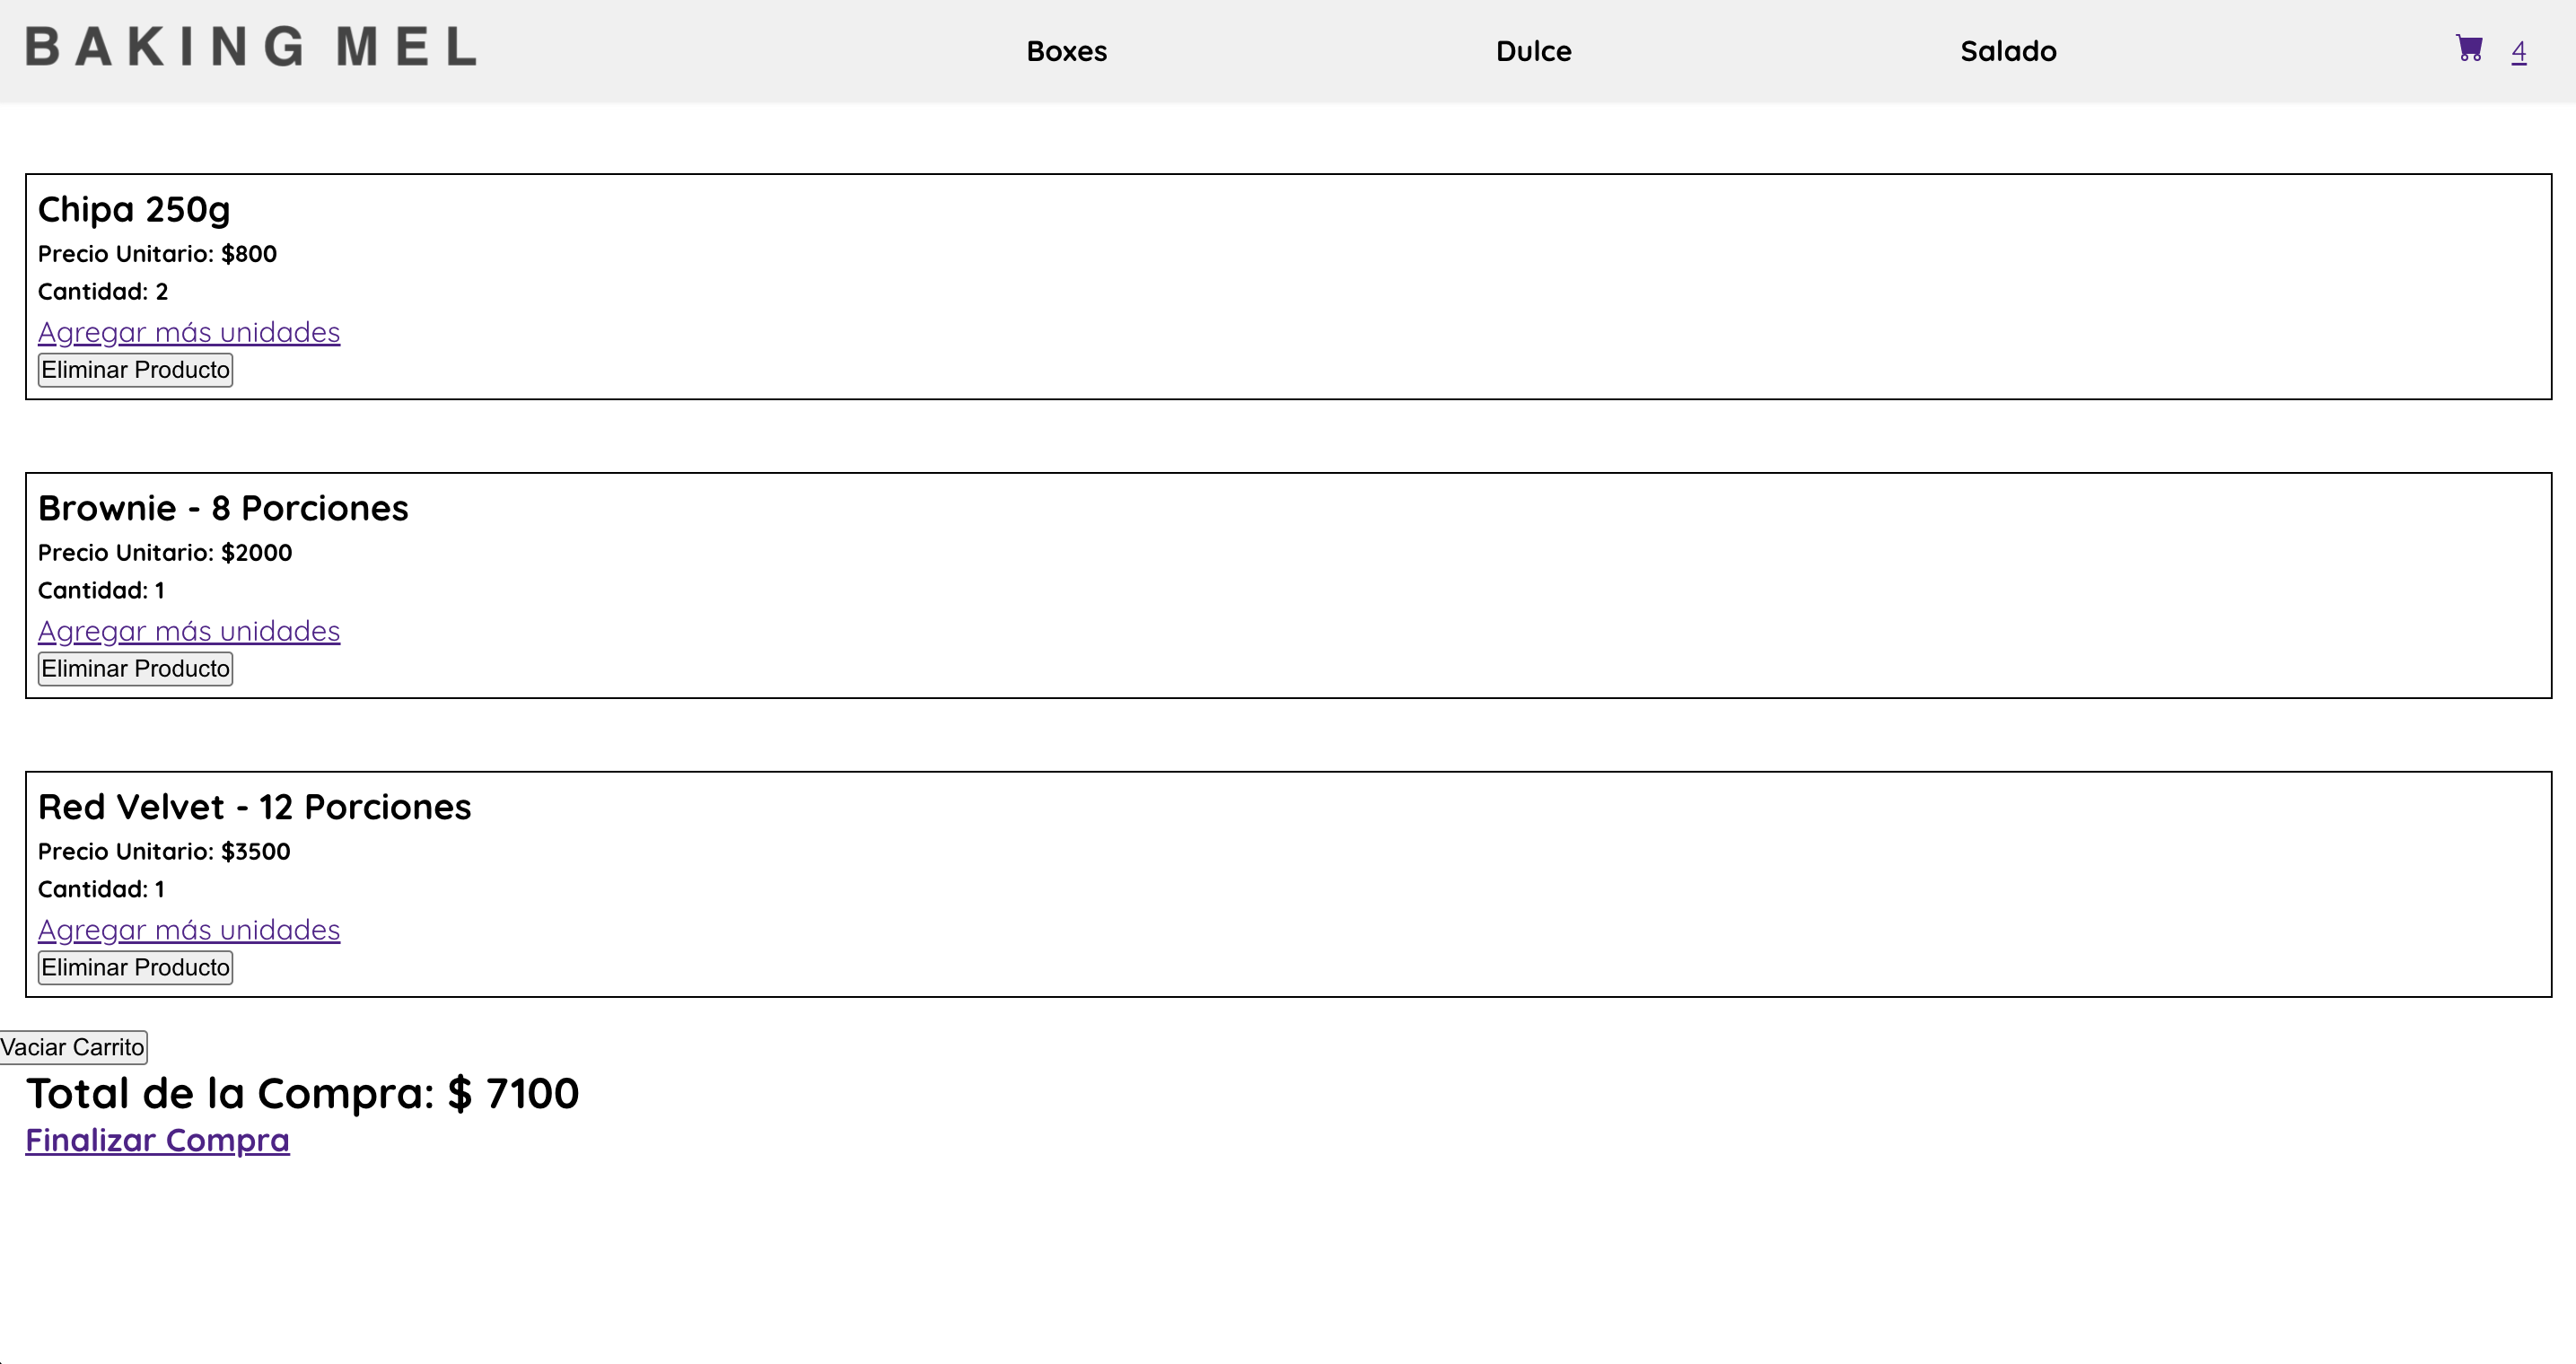 BAKING MEL
Boxes
Dulce
Salado
4
Chipa 250g
Precio Unitario: $800
Cantidad: 2
Agregar más unidades
Eliminar Producto
Brownie - 8 Porciones
Precio Unitario: $2000
Cantidad: 1
Agregar más unidades
Eliminar Producto
Red Velvet - 12 Porciones
Precio Unitario: $3500
Cantidad: 1
Agregar más unidades
Eliminar Producto
Vaciar Carrito
Total de la Compra: $ 7100
Finalizar Compra